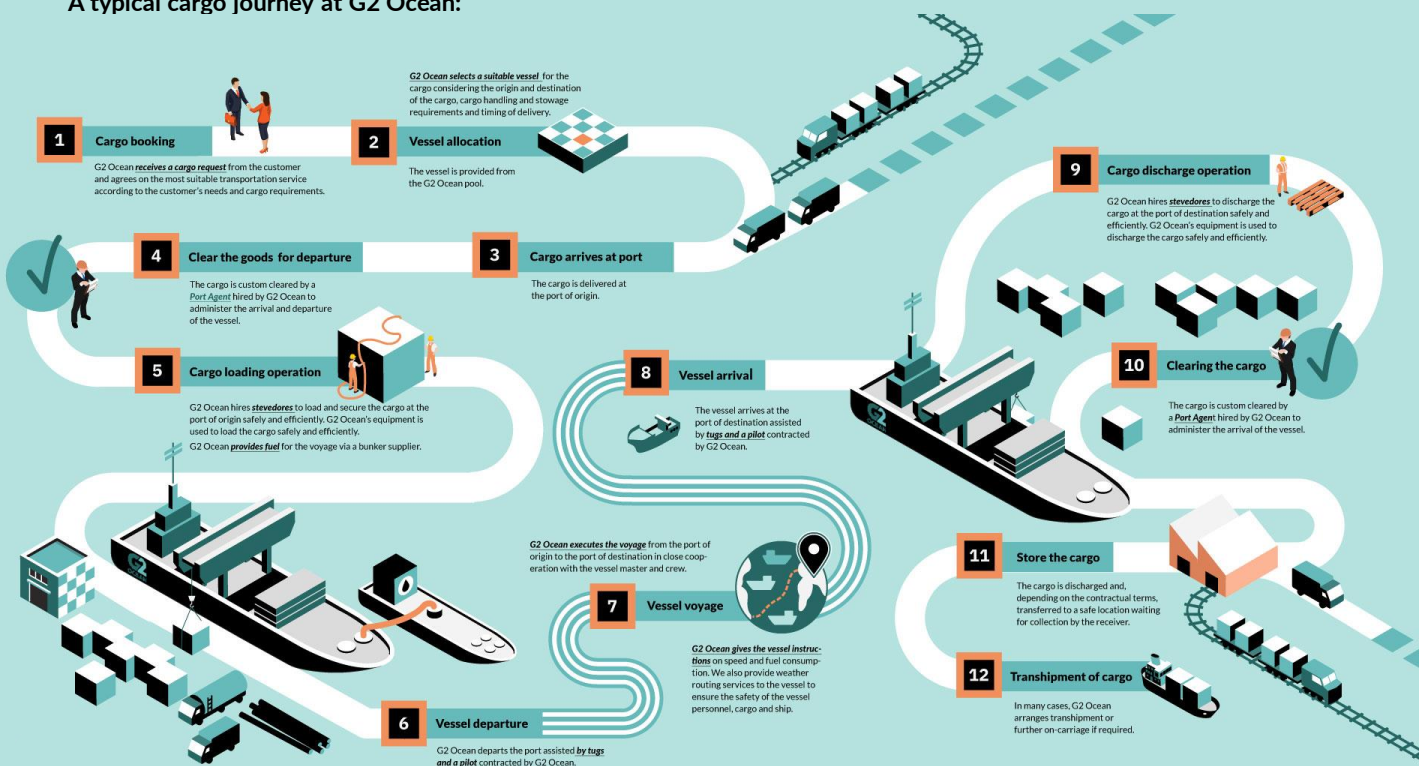 A typical cargo journey at G2 Ocean:
1
Cargo booking
G2 Ocean receives a cargo request from the customer
and agrees on the most suitable transportation service
according to the customer's needs and cargo requirements.
G2 Ocean selects a suitable vessel for the
cargo considering the origin and destination
of the cargo, cargo handling and stowage
requirements and timing of delivery.
2
Vessel allocation
The vessel is provided from
the G2 Ocean pool.
3
Cargo arrives at port
The cargo is delivered at
the port of origin.
4
Clear the goods for departure
The cargo is custom cleared by a
Port Agent hired by G2 Ocean to
administer the arrival and departure
of the vessel.
5
Cargo loading operation
G2 Ocean hires stevedores to load and secure the cargo at the
port of origin safely and efficiently. G2 Ocean's equipment is
used to load the cargo safely and efficiently.
G2 Ocean provides fuel for the voyage via a bunker supplier.
G2
OCEAN
6
Vessel departure
G2 Ocean departs the port assisted by tugs
and a pilot contracted by G2 Ocean.
G2 Ocean executes the voyage from the port of
origin to the port of destination in close coop-
eration with the vessel master and crew.
7
Vessel voyage
G2 Ocean gives the vessel instruc-
tions on speed and fuel consump-
tion. We also provide weather
routing services to the vessel to
ensure the safety of the vessel
personnel, cargo and ship.
8
Vessel arrival
The vessel arrives at the
port of destination assisted
by tugs and a pilot contracted
by G2 Ocean.
G2
OCEAN
9
Cargo discharge operation
G2 Ocean hires stevedores to discharge the
cargo at the port of destination safely and
efficiently. G2 Ocean's equipment is used to
discharge the cargo safely and efficiently.
10
Clearing the cargo
The cargo is custom cleared by
a Port Agent hired by G2 Ocean to
administer the arrival of the vessel.
11
Store the cargo
The cargo is discharged and,
depending on the contractual terms,
transferred to a safe location waiting
for collection by the receiver.
12
Transhipment of cargo
In many cases, G2 Ocean
arranges transhipment or
further on-carriage if required.